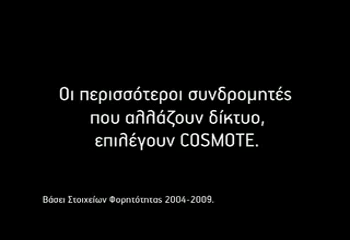 Οι περισσότεροι συνδρομητές
που αλλάζουν δίκτυο,
επιλέγουν COSMOTE.
Βάσει Στοιχείων Φορητότητας 2004-2009.